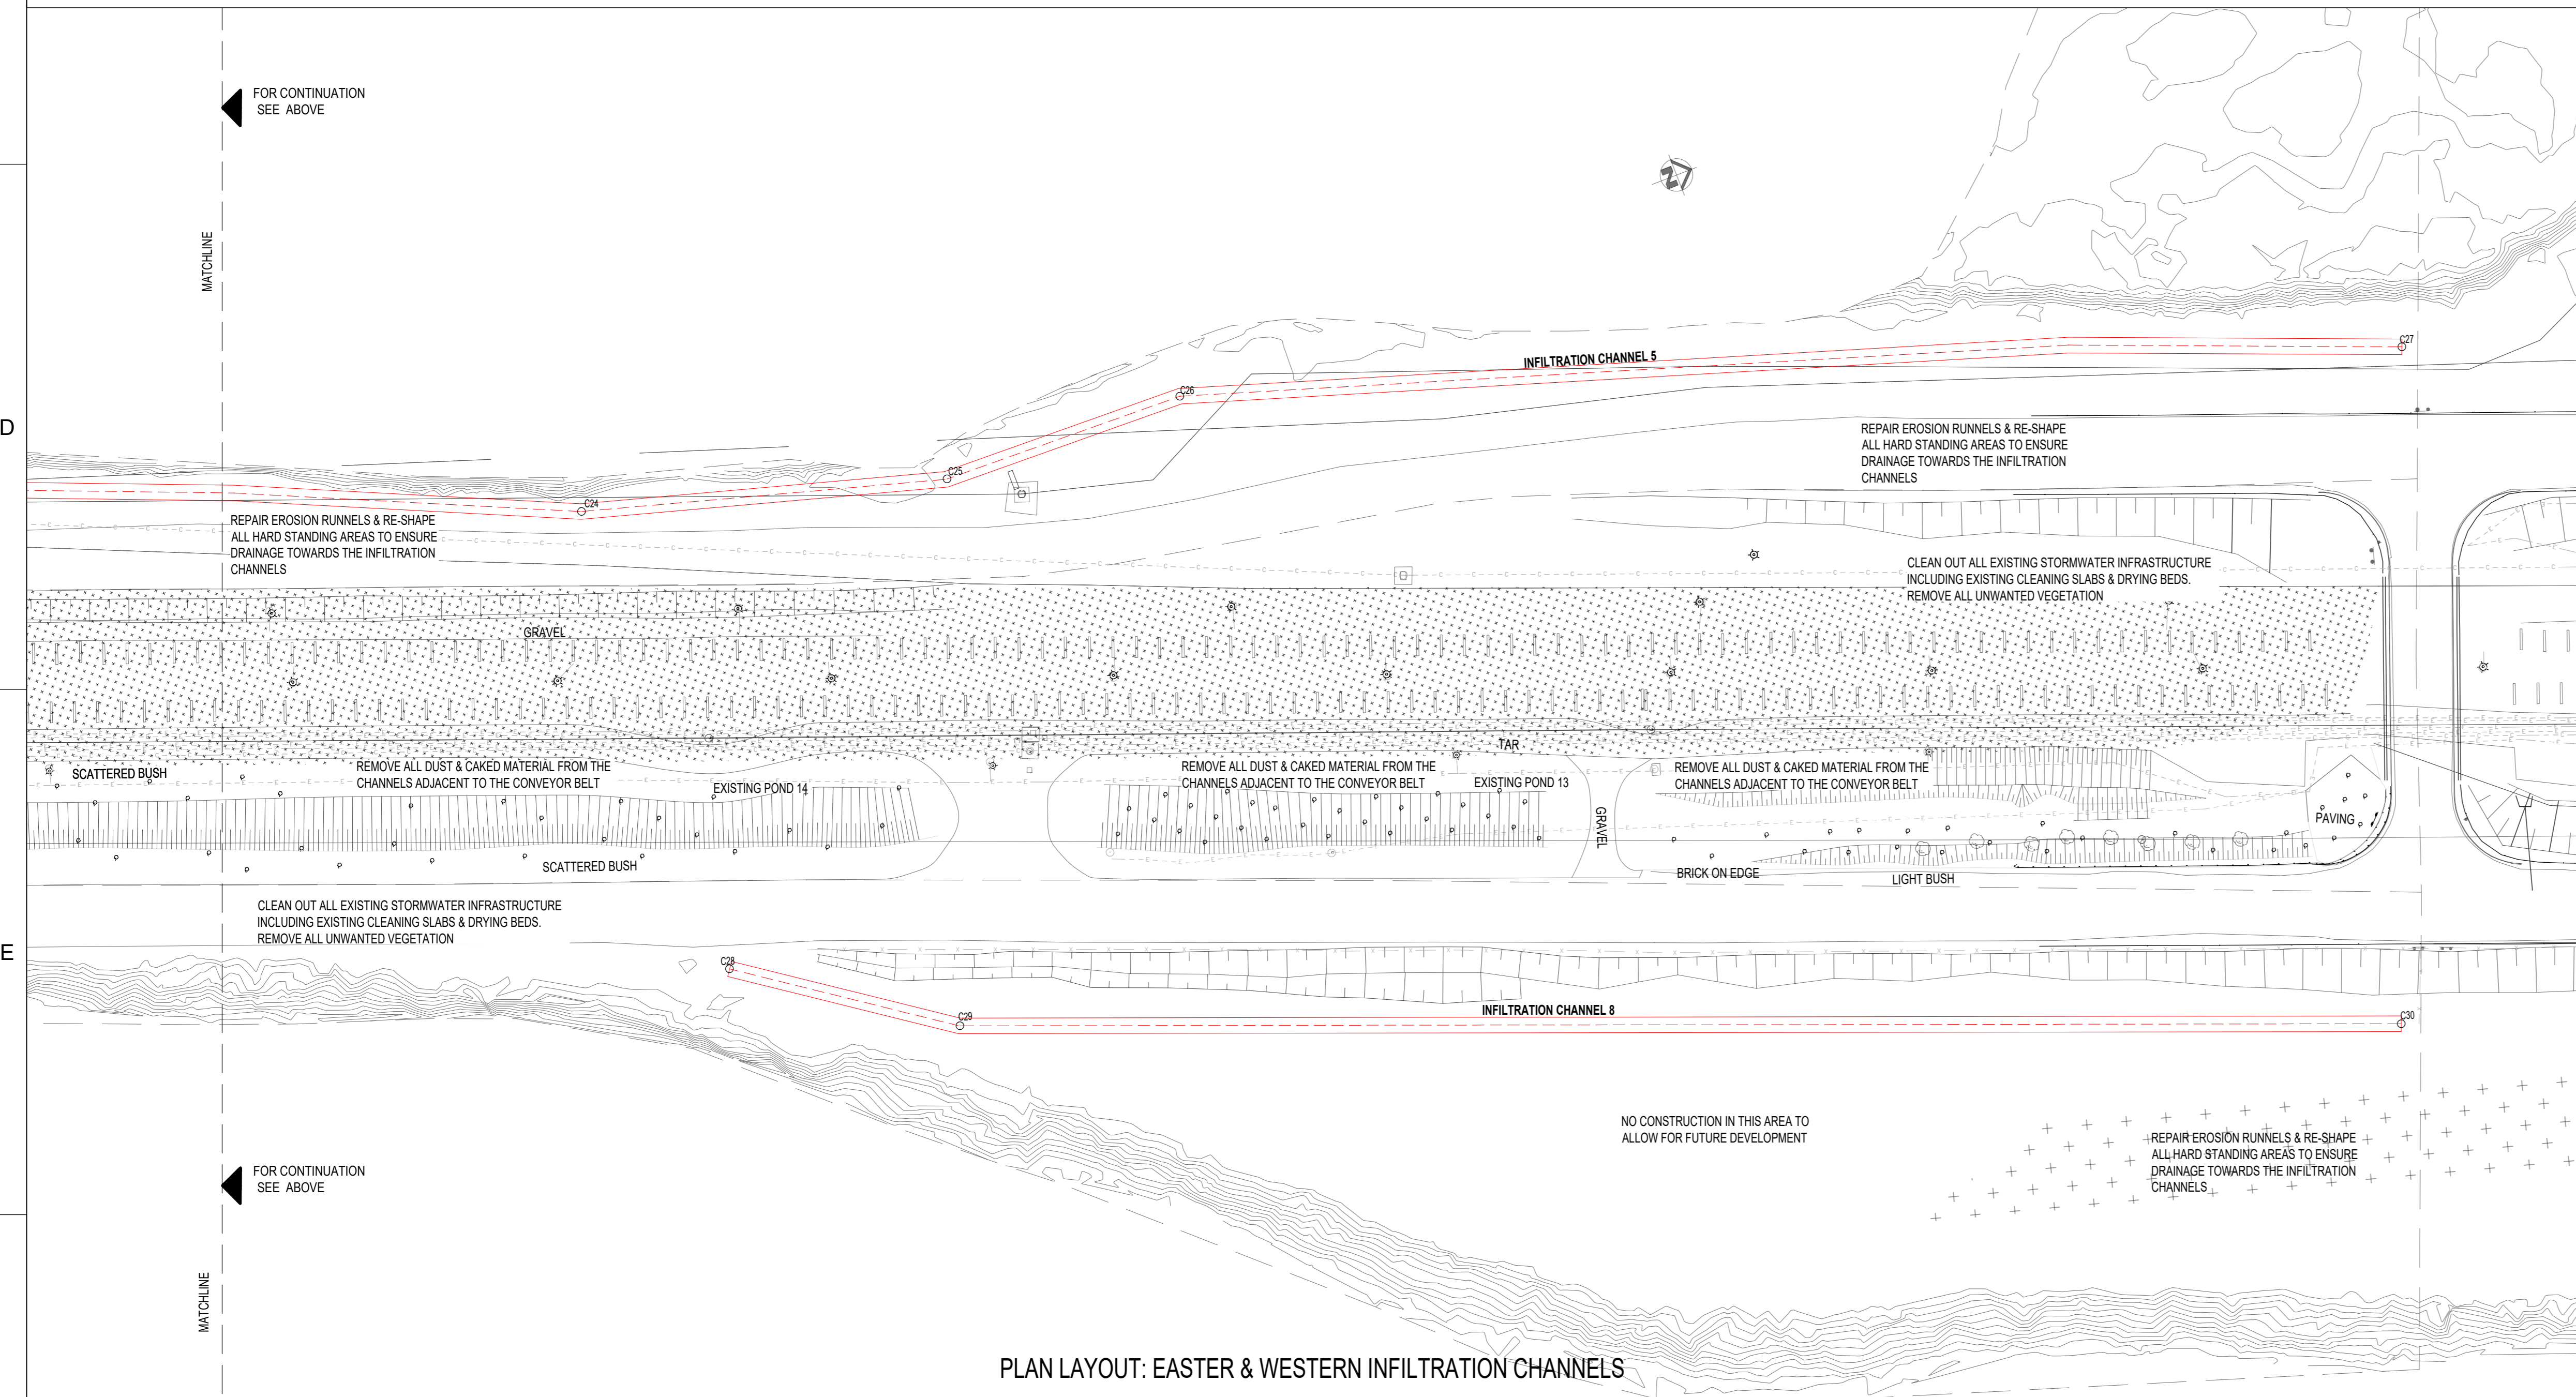 FOR CONTINUATION
SEE ABOVE
MATCHLINE
N
C27
INFILTRATION CHANNEL 5
C26
D
REPAIR EROSION RUNNELS & RE-SHAPE
ALL HARD STANDING AREAS TO ENSURE
DRAINAGE TOWARDS THE INFILTRATION
CHANNELS
C25
C24
REPAIR EROSION RUNNELS & RE-SHAPE
ALL HARD STANDING AREAS TO ENSURE
DRAINAGE TOWARDS THE INFILTRATION
CHANNELS
CLEAN OUT ALL EXISTING STORMWATER INFRASTRUCTURE
INCLUDING EXISTING CLEANING SLABS & DRYING BEDS.
REMOVE ALL UNWANTED VEGETATION
GRAVEL
TAR
SCATTERED BUSH
REMOVE ALL DUST & CAKED MATERIAL FROM THE
CHANNELS ADJACENT TO THE CONVEYOR BELT
EXISTING POND 14
REMOVE ALL DUST & CAKED MATERIAL FROM THE
CHANNELS ADJACENT TO THE CONVEYOR BELT
EXISTING POND 13
REMOVE ALL DUST & CAKED MATERIAL FROM THE
CHANNELS ADJACENT TO THE CONVEYOR BELT
GRAVEL
PAVING
SCATTERED BUSH
BRICK ON EDGE
LIGHT BUSH
CLEAN OUT ALL EXISTING STORMWATER INFRASTRUCTURE
INCLUDING EXISTING CLEANING SLABS & DRYING BEDS.
REMOVE ALL UNWANTED VEGETATION
E
C28
INFILTRATION CHANNEL 8
C29
C30
NO CONSTRUCTION IN THIS AREA TO
ALLOW FOR FUTURE DEVELOPMENT
REPAIR EROSION RUNNELS & RE-SHAPE
ALL HARD STANDING AREAS TO ENSURE
DRAINAGE TOWARDS THE INFILTRATION
CHANNELS
FOR CONTINUATION
SEE ABOVE
MATCHLINE
PLAN LAYOUT: EASTER & WESTERN INFILTRATION CHANNELS